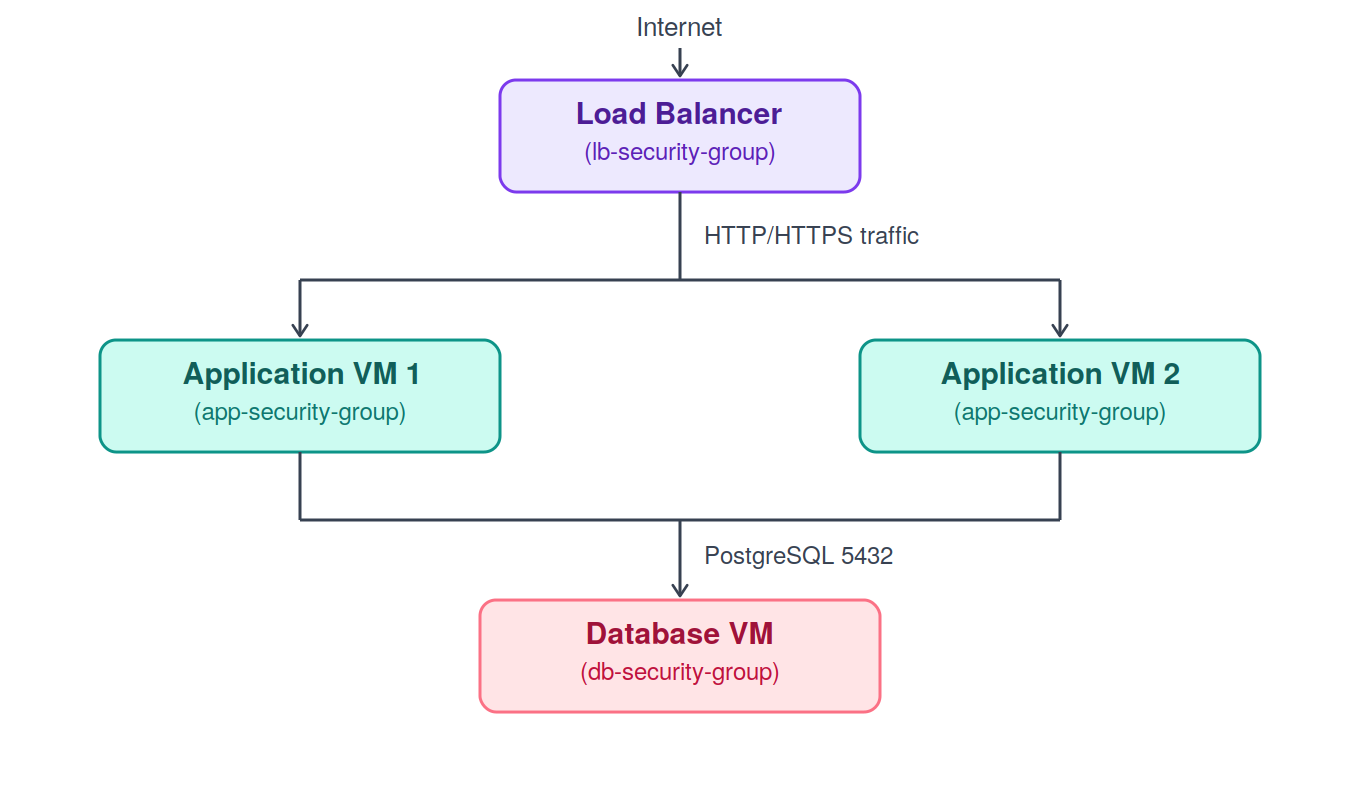 Internet
Load Balancer
(lb-security-group)
HTTP/HTTPS traffic
Application VM 1
(app-security-group)
Application VM 2
(app-security-group)
PostgreSQL 5432
Database VM
(db-security-group)